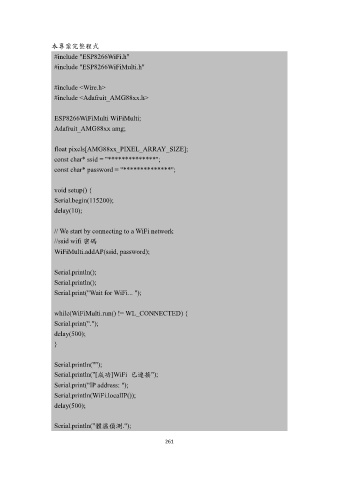 本專案完整程式
#include "ESP8266WiFi.h"
#include "ESP8266WiFiMulti.h"
#include <Wire.h>
#include <Adafruit_AMG88xx.h>
ESP8266WiFiMulti WiFiMulti;
Adafruit_AMG88xx amg;
float pixels[AMG88xx_PIXEL_ARRAY_SIZE];
const char* ssid = "**************";
const char* password = "**************";
void setup() {
Serial.begin(115200);
delay(10);
// We start by connecting to a WiFi network
//ssid wifi 密碼
WiFiMulti.addAP(ssid, password);
Serial.println();
Serial.println();
Serial.print("Wait for WiFi... ");
while(WiFiMulti.run() != WL_CONNECTED) {
Serial.print(".");
delay(500);
}
Serial.println("");
Serial.println("[成功]WiFi 已連接");
Serial.print("IP address: ");
Serial.println(WiFi.localIP());
delay(500);
Serial.println("體溫偵測.");
261